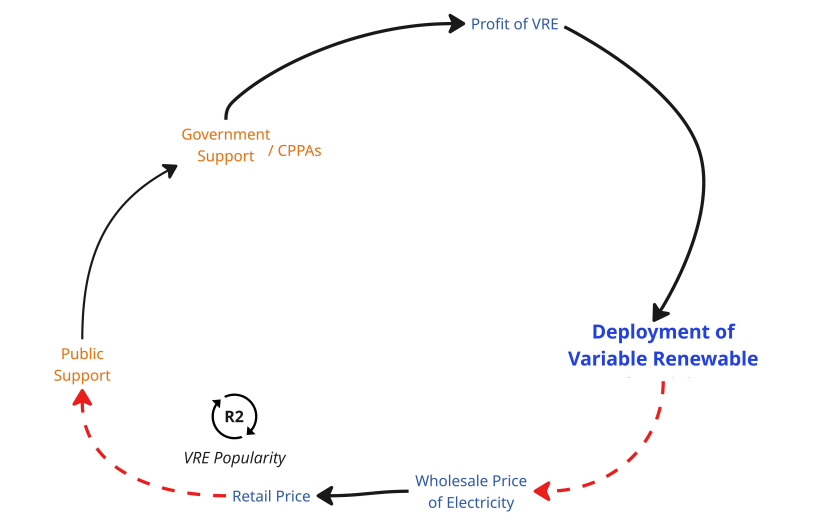 Profit of VRE
Government
Support / CPPAs
Deployment of
Variable Renewable
Public
Support
R2
VRE Popularity
Wholesale Price
of Electricity
Retail Price